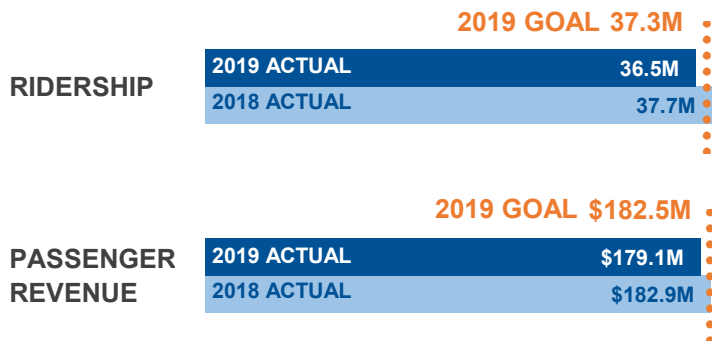 2019 GOAL 37.3M
RIDERSHIP
2019 ACTUAL 36.5M
2018 ACTUAL 37.7M
2019 GOAL $182.5M
PASSENGER
REVENUE
2019 ACTUAL $179.1M
2018 ACTUAL $182.9M